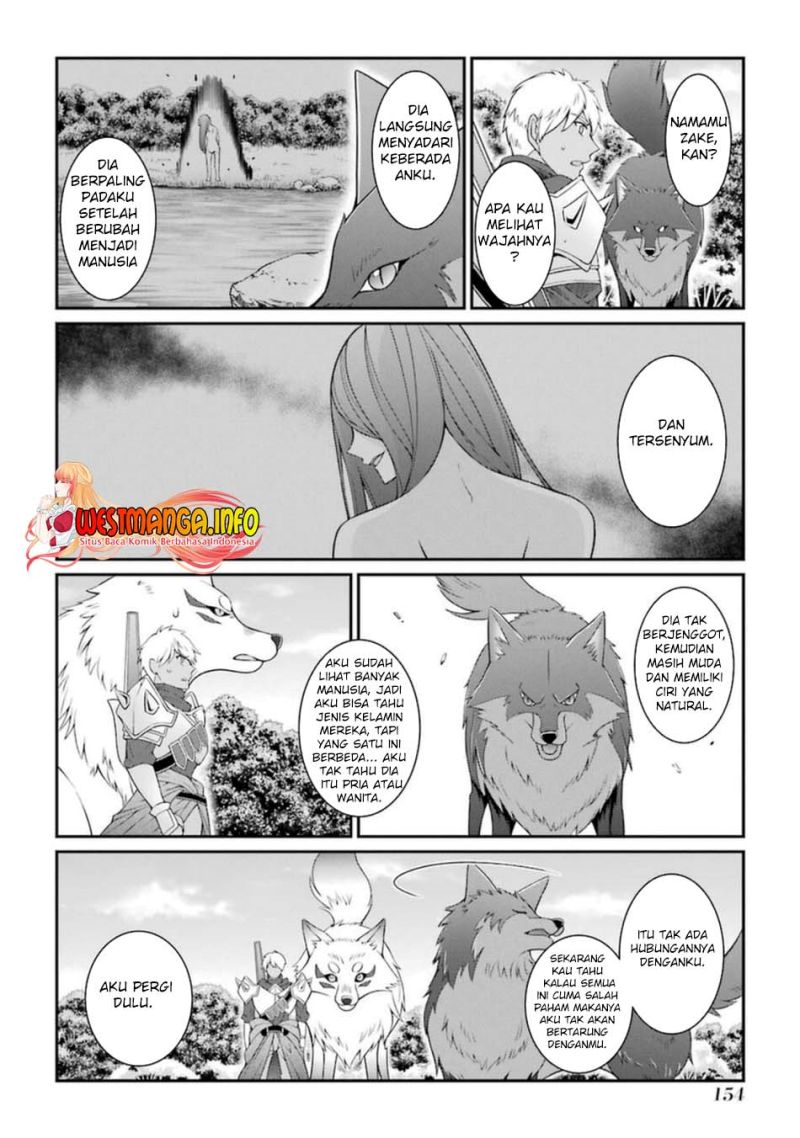 NAMAMU
ZAKE,
KAN?
APA KAU
MELIHAT
WAJAHNYA
?
DIA
LANGSUNG
MENYADARI
KEBERADA
ANKU.
DIA
BERPALING
PADAKU
SETELAH
BERUBAH
MENJADI
MANUSIA
DAN
TERSENYUM.
WESTMANGA.INFO
Situs Baca Komik Berbahasa Indonesia
DIA TAK
BERJENGGOT,
KEMUDIAN
MASIH MUDA
DAN MEMILIKI
CIRI YANG
NATURAL.
AKU SUDAH
LIHAT BANYAK
MANUSIA, JADI
AKU BISA TAHU
JENIS KELAMIN
MEREKA, TAPI
YANG SATU INI
BERBEDA... AKU
TAK TAHU DIA
ITU PRIA ATAU
WANITA.
ITU TAK ADA
HUBUNGANNYA
DENGANKU.
SEKARANG
KAU TAHU
KALAU SEMUA
INI CUMA SALAH
PAHAM MAKANYA
AKU TAK AKAN
BERTARUNG
DENGANMU.
AKU PERGI
DULU.
154